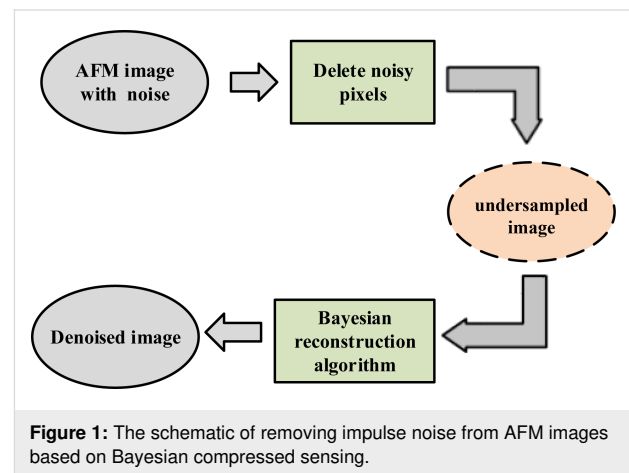 AFM image
with noise
Delete noisy
pixels
undersampled
image
Bayesian
reconstruction
algorithm
Denoised image
Figure 1: The schematic of removing impulse noise from AFM images
based on Bayesian compressed sensing.